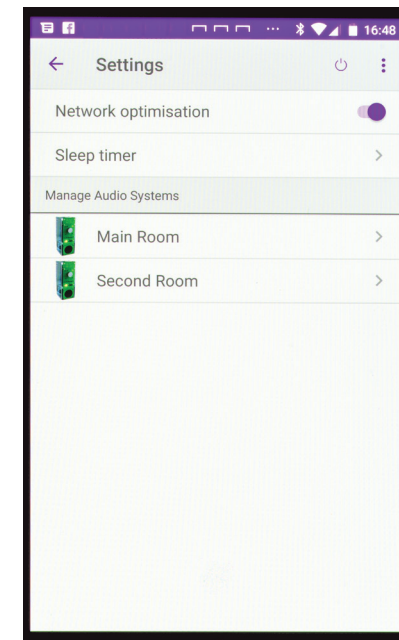 16:48
Settings
Network optimisation
Sleep timer
Manage Audio Systems
Main Room
Second Room